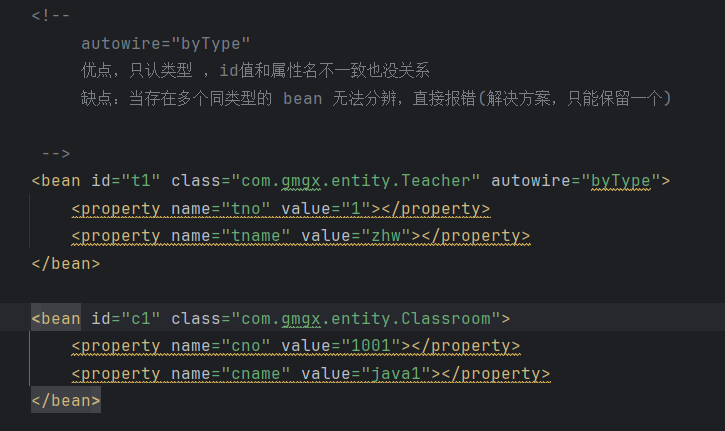 <!--
autowire="byType"
优点，只认类型 ，id值和属性名不一致也没关系
缺点：当存在多个同类型的 bean 无法分辨，直接报错(解决方案，只能保留一个)
-->
<bean id="t1" class="com.gmgx.entity.Teacher" autowire="byType">
<property name="tno" value="1"></property>
<property name="tname" value="zhw"></property>
</bean>
<bean id="c1" class="com.gmgx.entity.Classroom">
<property name="cno" value="1001"></property>
<property name="cname" value="java1"></property>
</bean>